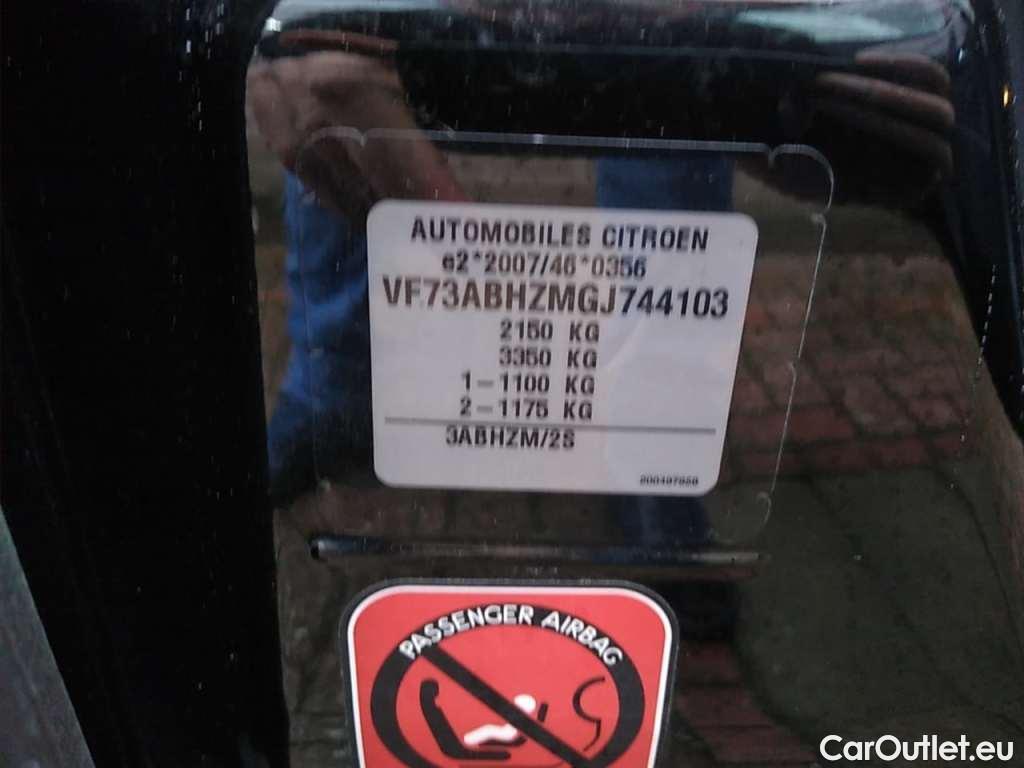 AUTOMOBILES CITROEN
e2*2007/46*0356
VF73ABHZMGJ744103
2150 KG
3350 KG
1-1100 KG
2-1175 KG
3ABHZM/2S
PASSENGER AIRBAG
CarOutlet.eu